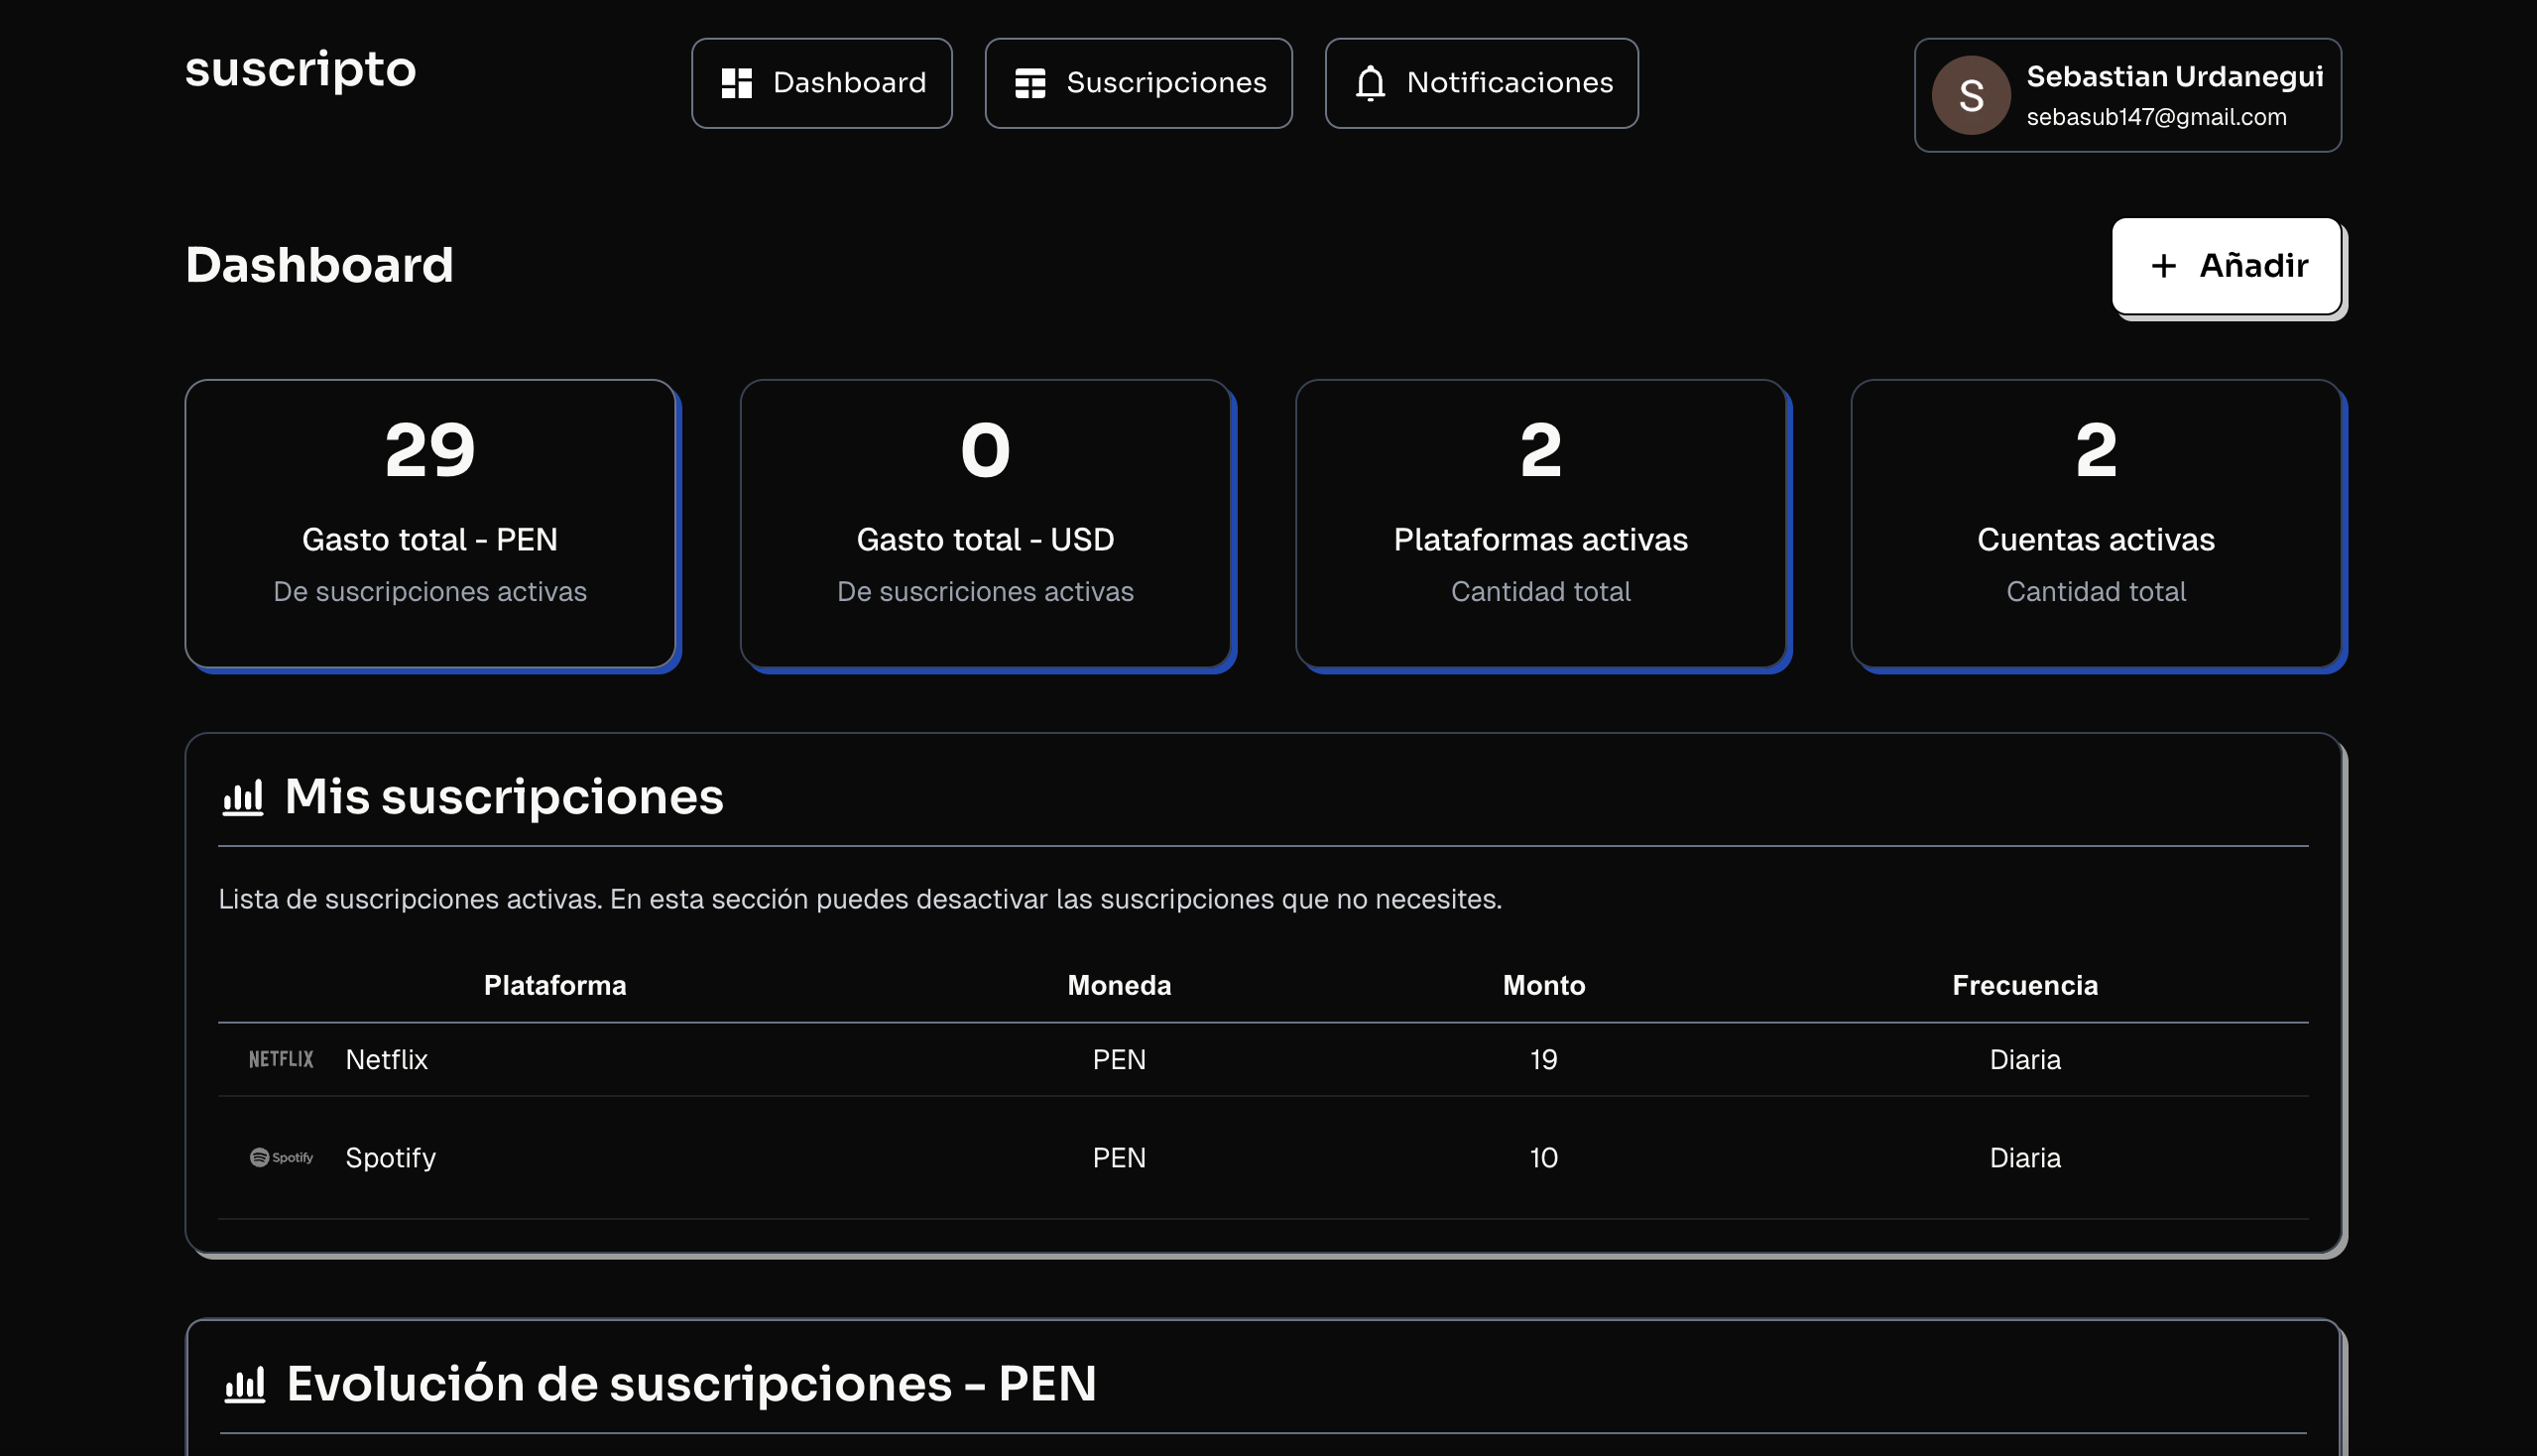 suscripto
Dashboard
Suscripciones
Notificaciones
S
Sebastian Urdanegui
sebasub147@gmail.com
Dashboard
+ Añadir
29
Gasto total - PEN
De suscripciones activas
0
Gasto total - USD
De suscriciones activas
2
Plataformas activas
Cantidad total
2
Cuentas activas
Cantidad total
Mis suscripciones
Lista de suscripciones activas. En esta sección puedes desactivar las suscripciones que no necesites.
Plataforma Moneda Monto Frecuencia
NETFLIX Netflix PEN 19 Diaria
Spotify Spotify PEN 10 Diaria
Evolución de suscripciones - PEN